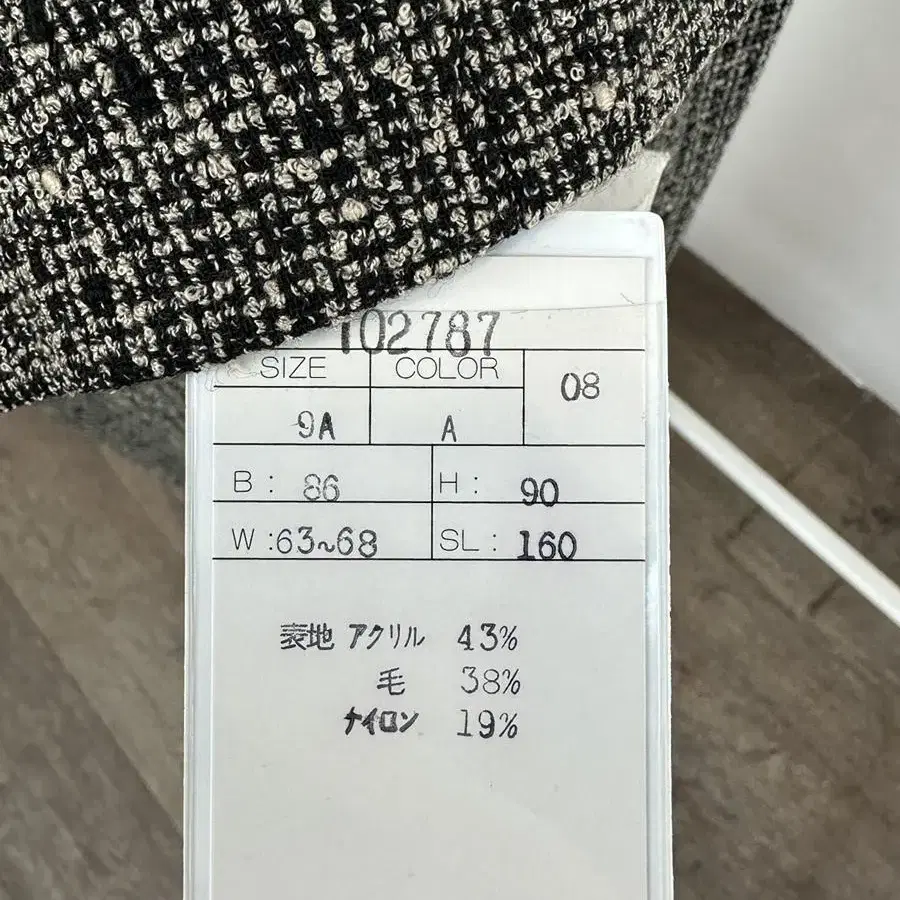 102787
SIZE COLOR 08
9A A
B : 86 H : 90
W :63~68 SL : 160
表地 アクリル 43%
毛 38%
ナイロン 19%